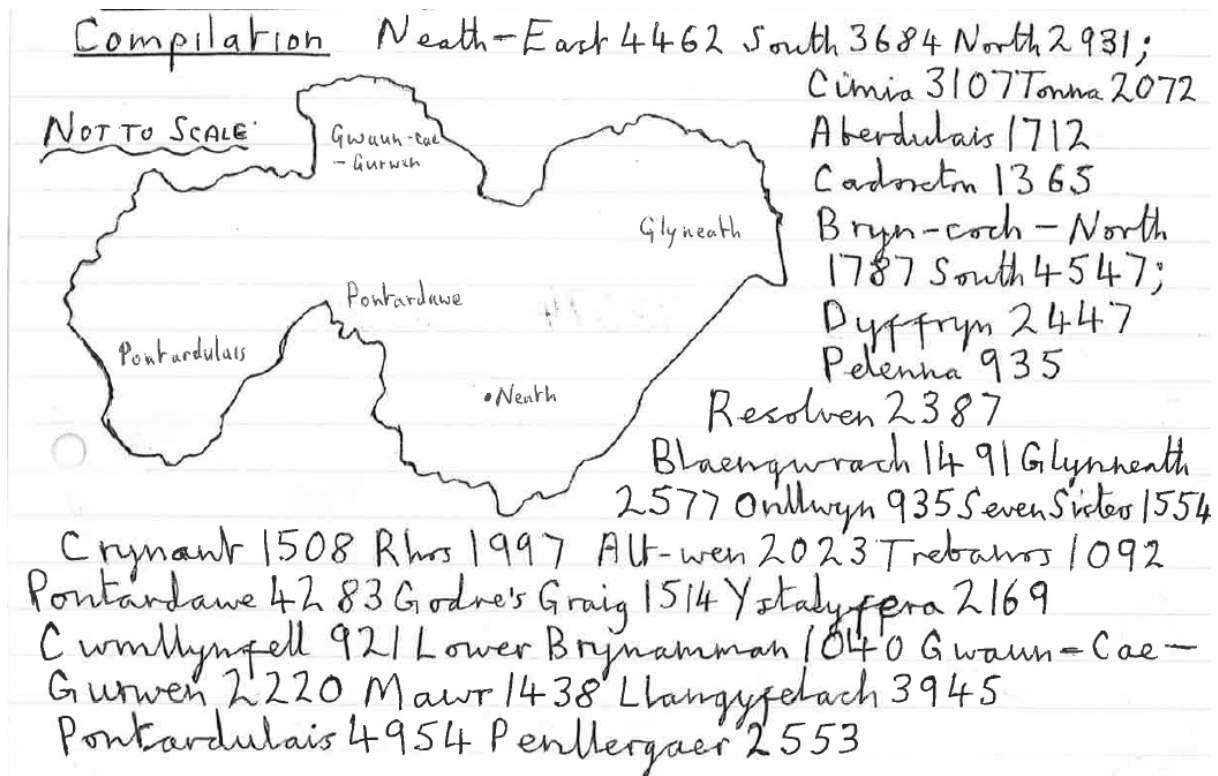 Compilation Neath-East 4462 South 3684 North 2931;
Cimia 3107 Tonna 2072
NOT TO SCALE
Gwaun-Cae
- Gurwen
Aberdulais 1712
Cadoxton 1365
Glyneath
Bryn-coch-North
1787 South 4547;
Pontardawe
Dyffryn 2447
Pontardulais
Pelenna 935
• Neath
Resolven 2387
Blaengwrach 1491 Glynneath
2577 Onllwyn 935 Seven Sisters 1554
Crynant 1508 Rhos 1997 Alt-wen 2023 Trebanos 1092
Pontardawe 4283 Godre's Graig 1514 Ystalyfera 2169
Cwmllynfell 921 Lower Brynamman 1040 Gwaun-Cae-
Gurwen 2220 Mawr 1438 Llangyfelach 3945
Pontardulais 4954 Penllergaer 2553